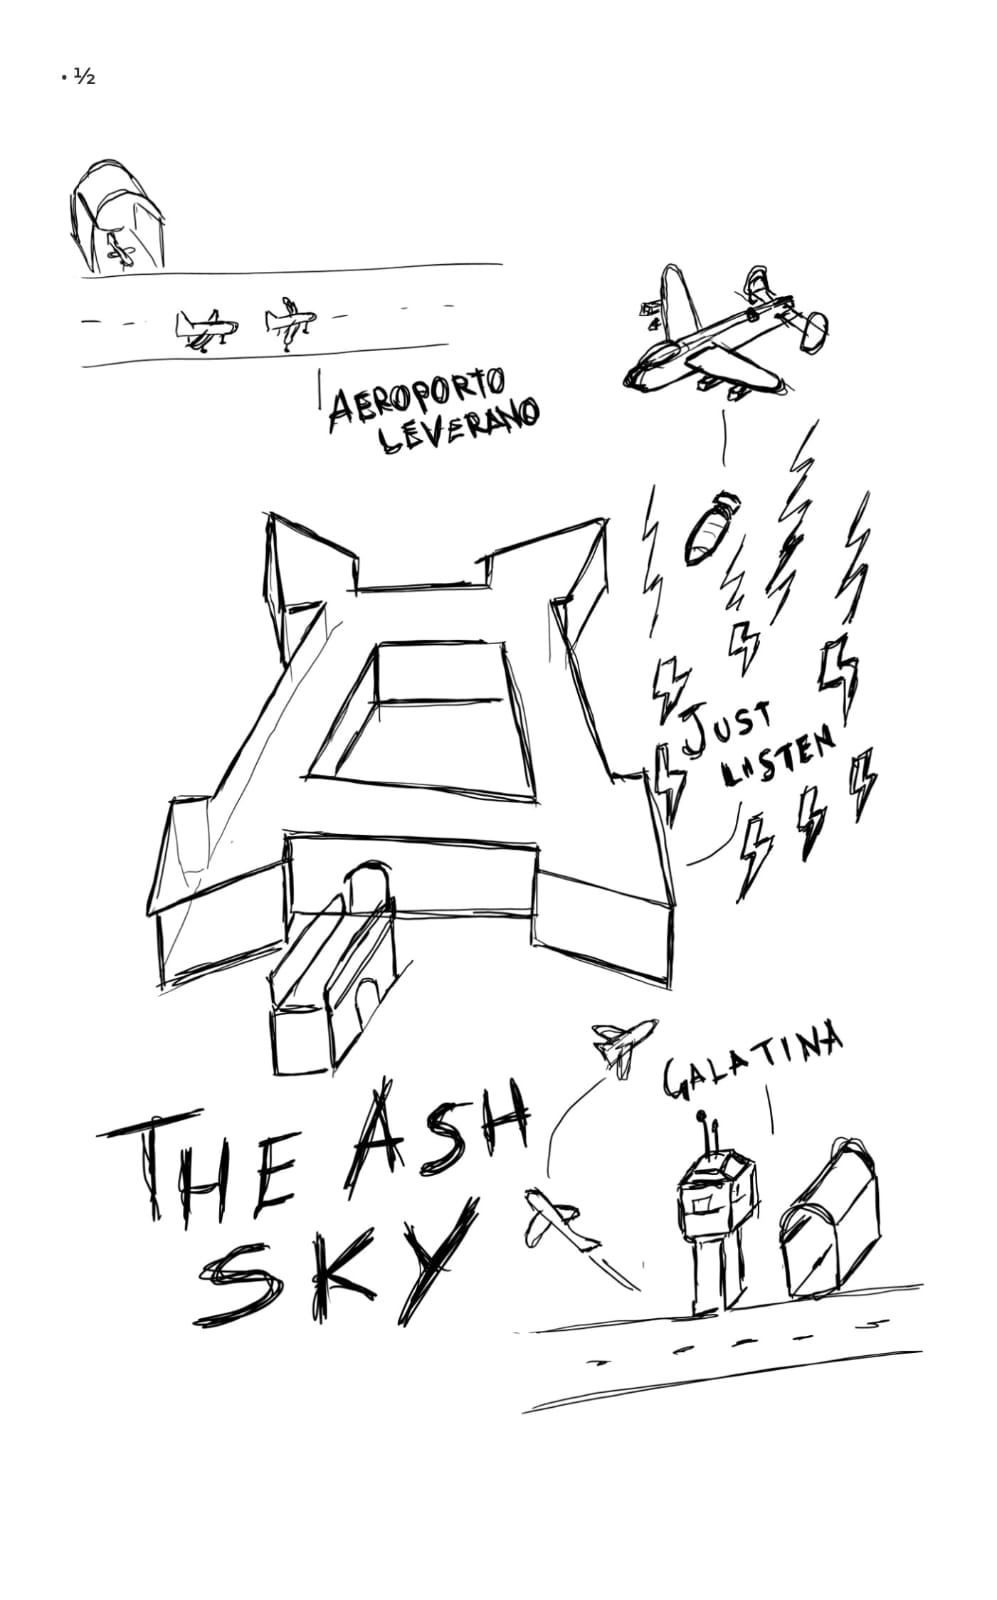 • ½
AEROPORTO
LEVERANO
JUST
LISTEN
GALATINA
THE ASH
SKY